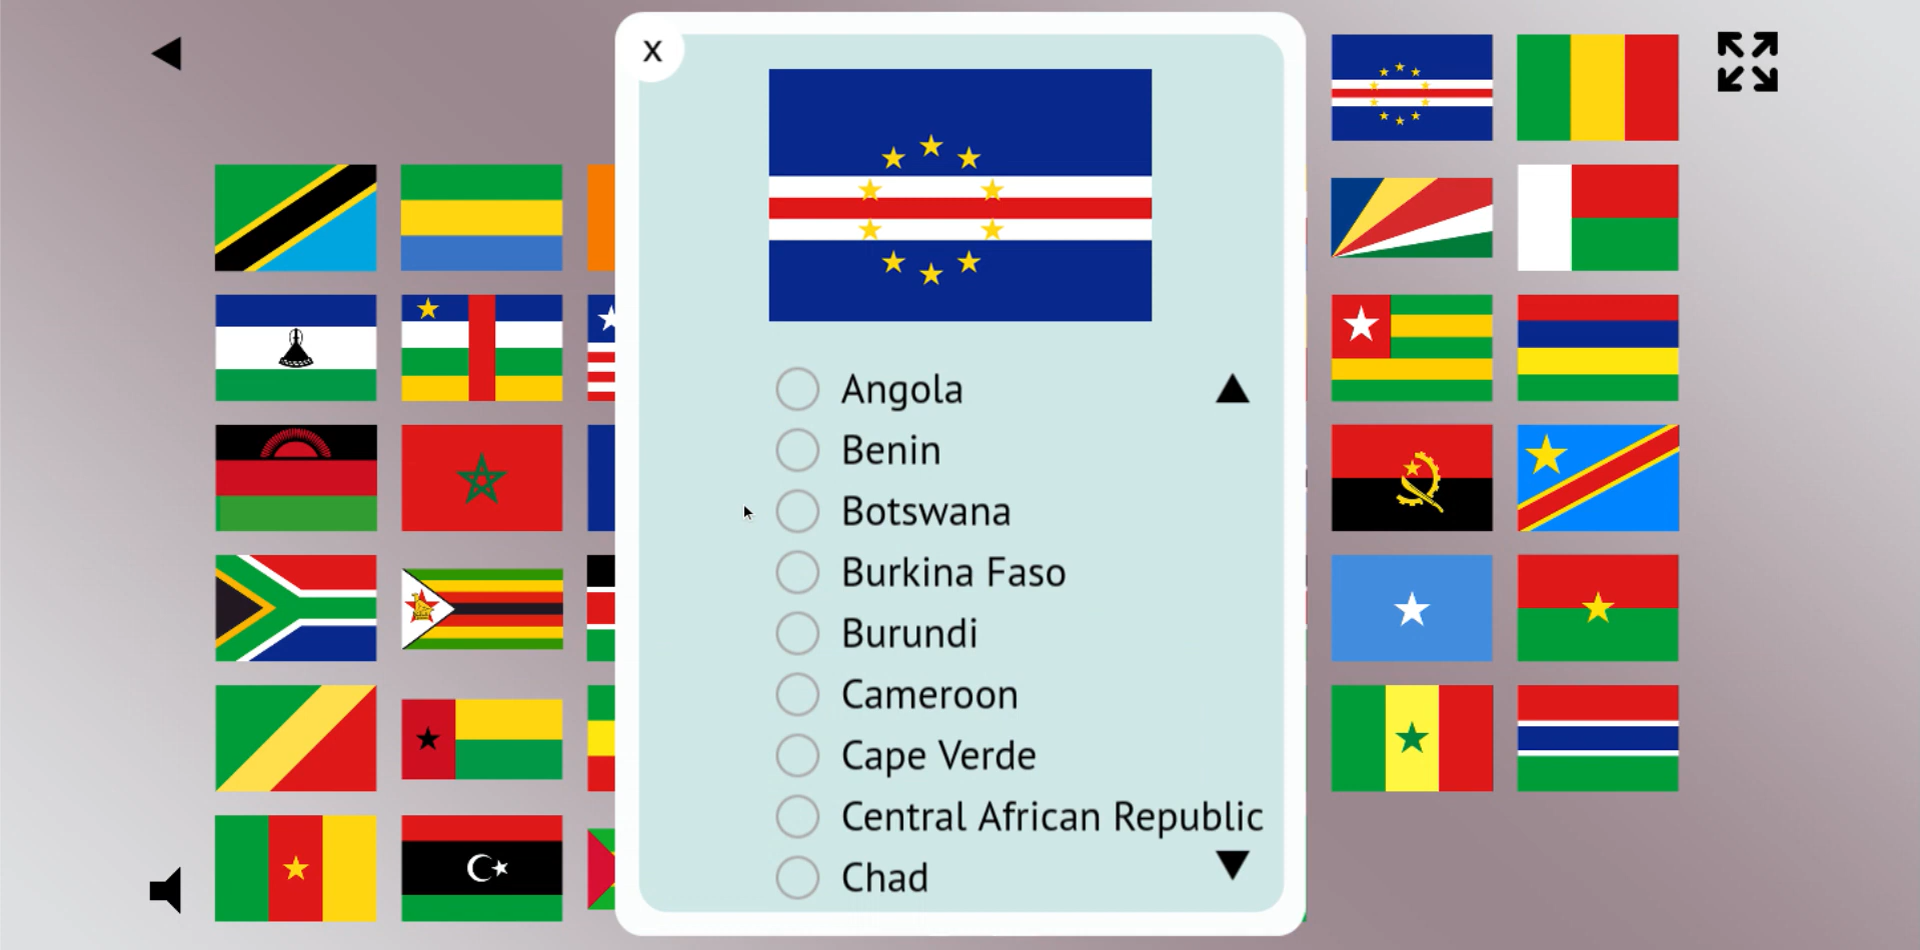 X
Angola
Benin
Botswana
Burkina Faso
Burundi
Cameroon
Cape Verde
Central African Republic
Chad